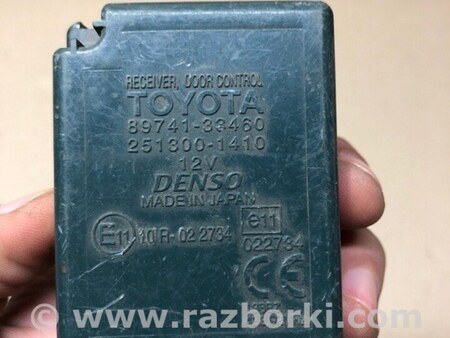 RECEIVER, DOOR CONTROL
TOYOTA
89741-33460
251300-1410
12V
DENSO
MADE IN JAPAN
E11 10R-02 2734
e11
022734
CE
www.razborki.com